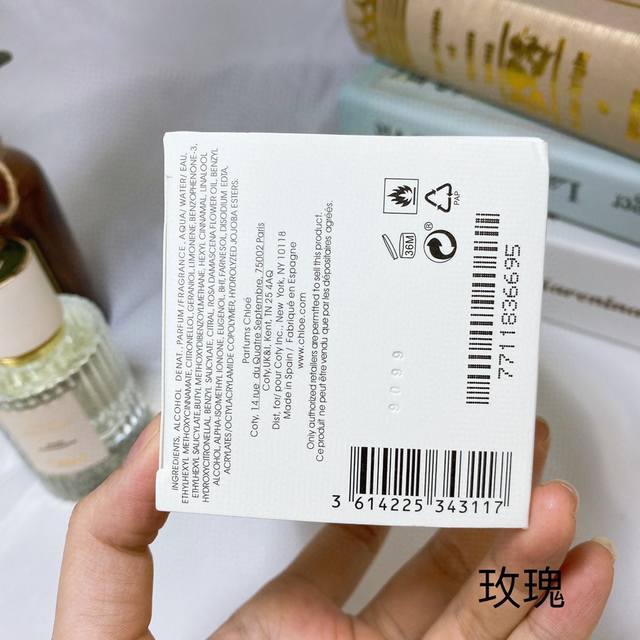 INGREDIENTS, ALCOHOL DENAT, PARFUM/FRAGRANCE, AQUA/ WATER/ EAU,
ETHYLHEXYL METHOXYCINNAMATE, CITRONELLOL, GERANIOL, LIMONENE, BENZOPHENONE-3,
ETHYLHEXYL SALICYLATE, BUTYL METHOXYDIBENZOYLMETHANE, HEXYL CINNAMAL, LINALOOL
HYDROXYCITRONELLAL, BENZYL SALICYLATE, CITRAL, ROSA DAMASCENA FLOWER OIL, BENZYL
ALCOHOL, ALPHA-ISOMETHYL IONONE, EUGENOL, BHT, FARNESOL, DISODIUM EDTA,
ACRYLATES /OCTYLACRYLAMIDE COPOLYMER, HYDROLYZED JOJOBA ESTERS.
Parfums Chloé
Coty, 14 rue du Quatre Septembre, 75002 Paris
Coty.UK&I, Kent, TN 25 4AQ
Dist, for/ pour Coty Inc., New York, NY 10118
Made in Spain / Fabriqué en Espagne
www.chloe.com
Only authorized retailers are permitted to sell this product.
Ce produit ne peut être vendu que par les dépositaires agréés.
36M
PAP
9099
7711836695
3 614225 343117
玫瑰